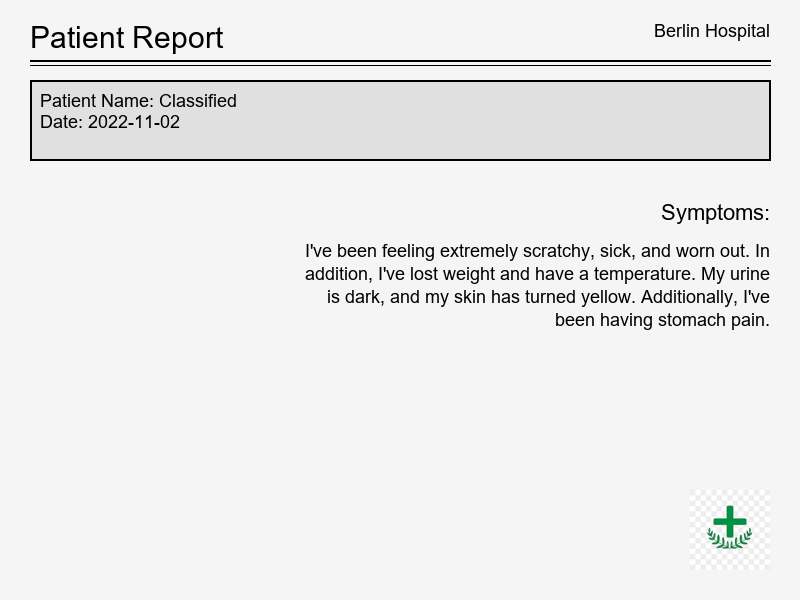 Patient Report
Berlin Hospital
Patient Name: Classified
Date: 2022-11-02
Symptoms:
I've been feeling extremely scratchy, sick, and worn out. In
addition, I've lost weight and have a temperature. My urine
is dark, and my skin has turned yellow. Additionally, I've
been having stomach pain.